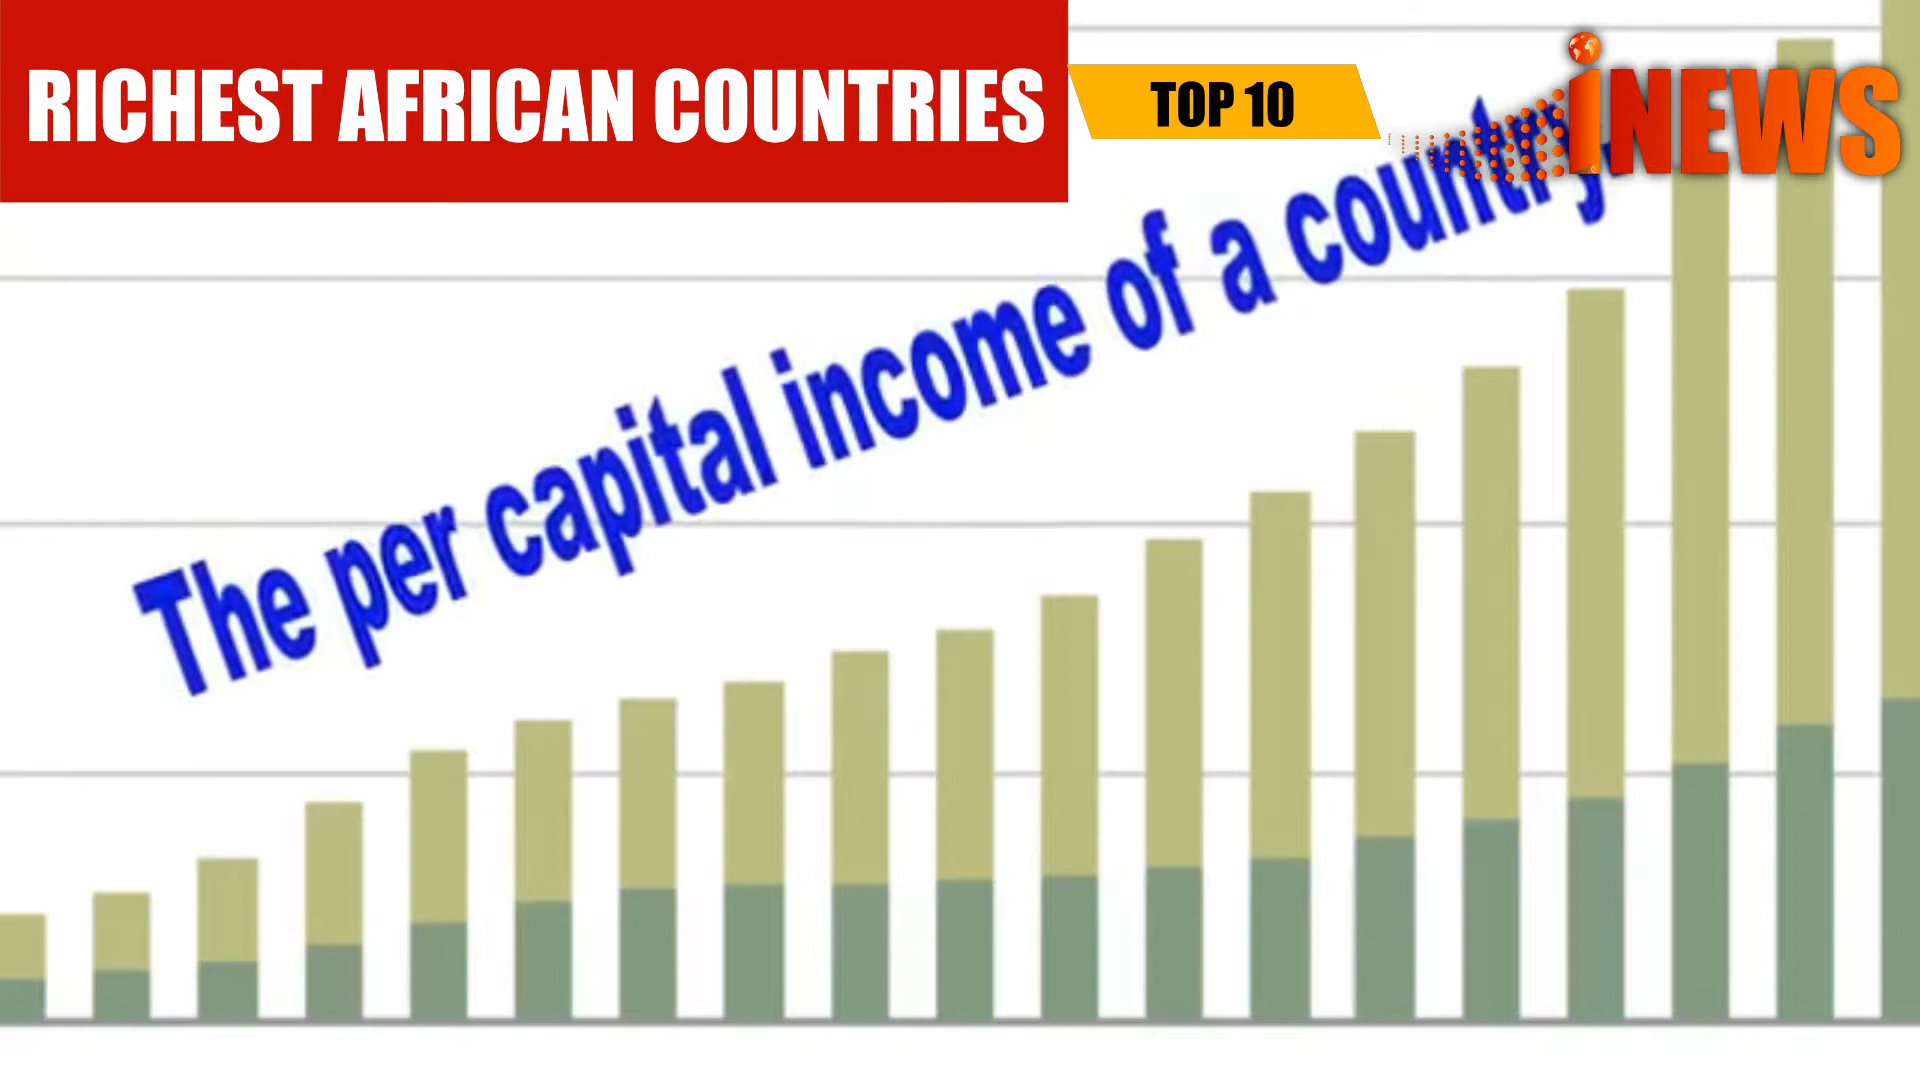 RICHEST AFRICAN COUNTRIES
TOP 10
iNEWS
The per capital income of a country.